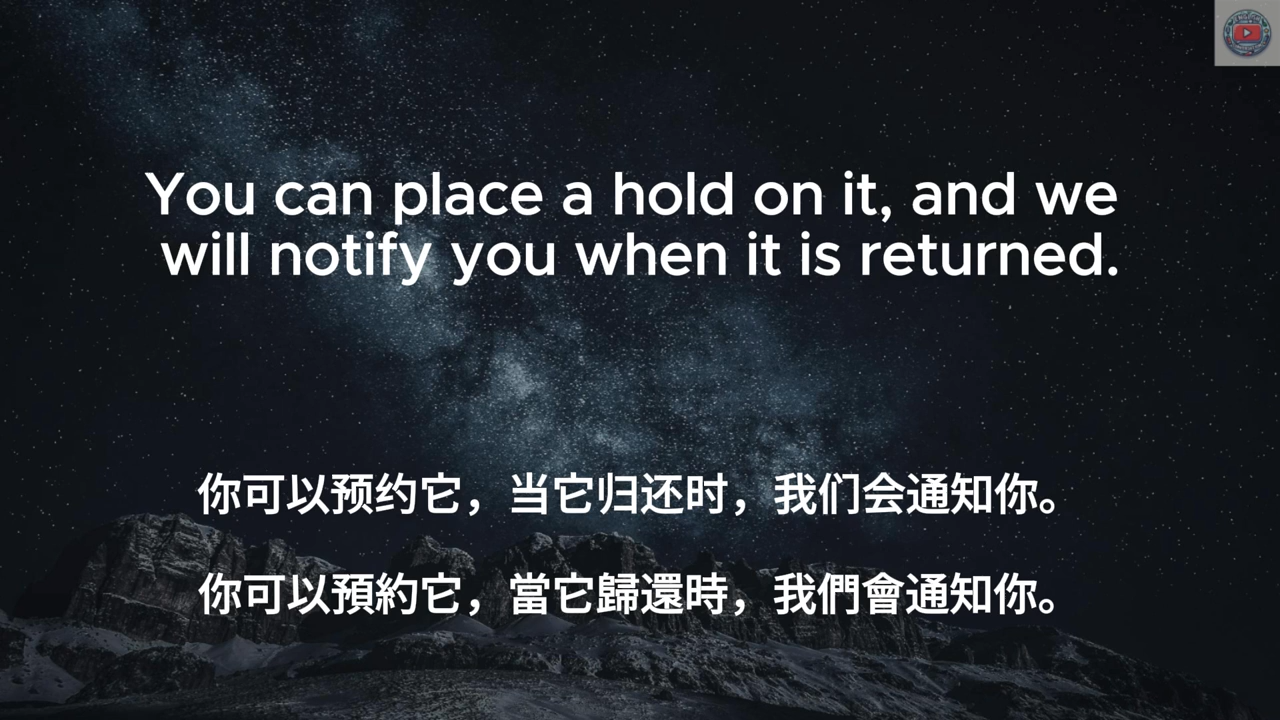 You can place a hold on it, and we
will notify you when it is returned.
你可以预约它，当它归还时，我们会通知你。
你可以預約它，當它歸還時，我們會通知你。